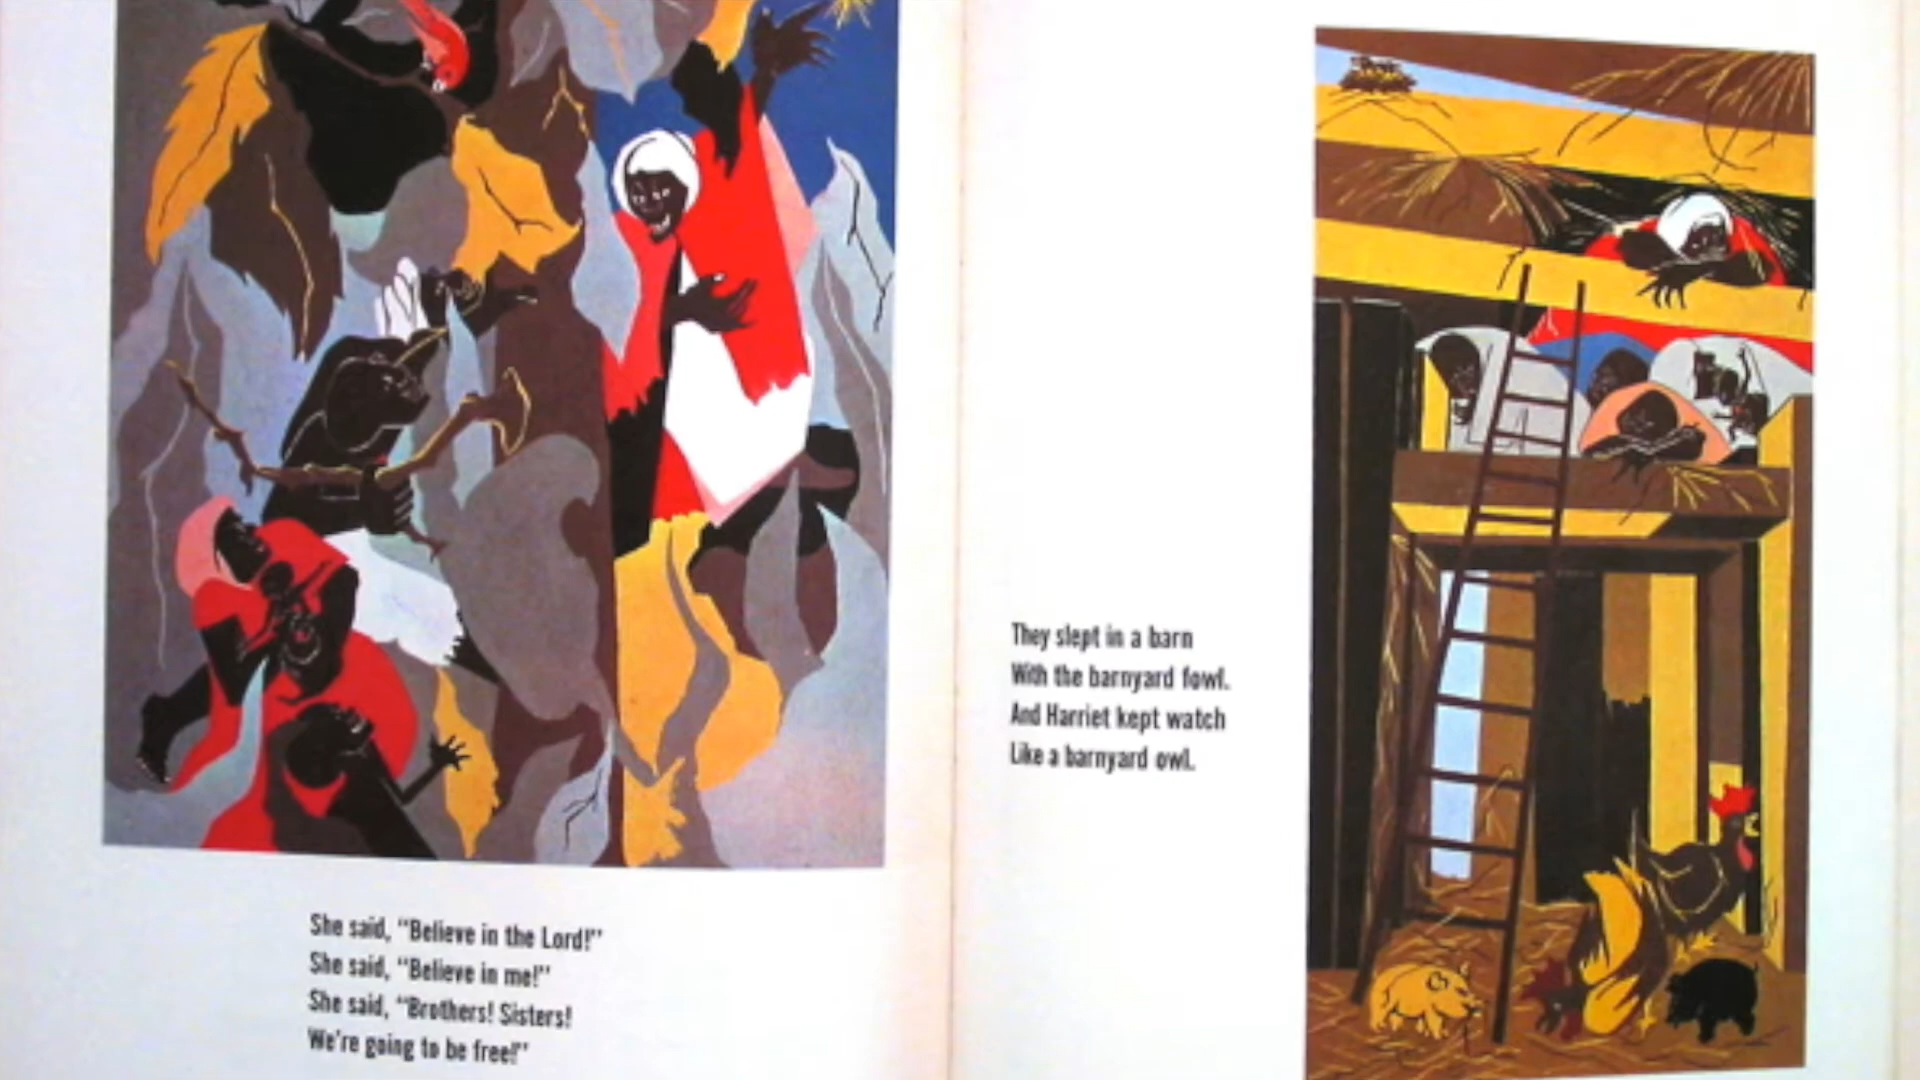 She said, “Believe in the Lord!”
She said, “Believe in me!”
She said, “Brothers! Sisters!
We're going to be free!”
They slept in a barn
With the barnyard fowl.
And Harriet kept watch
Like a barnyard owl.